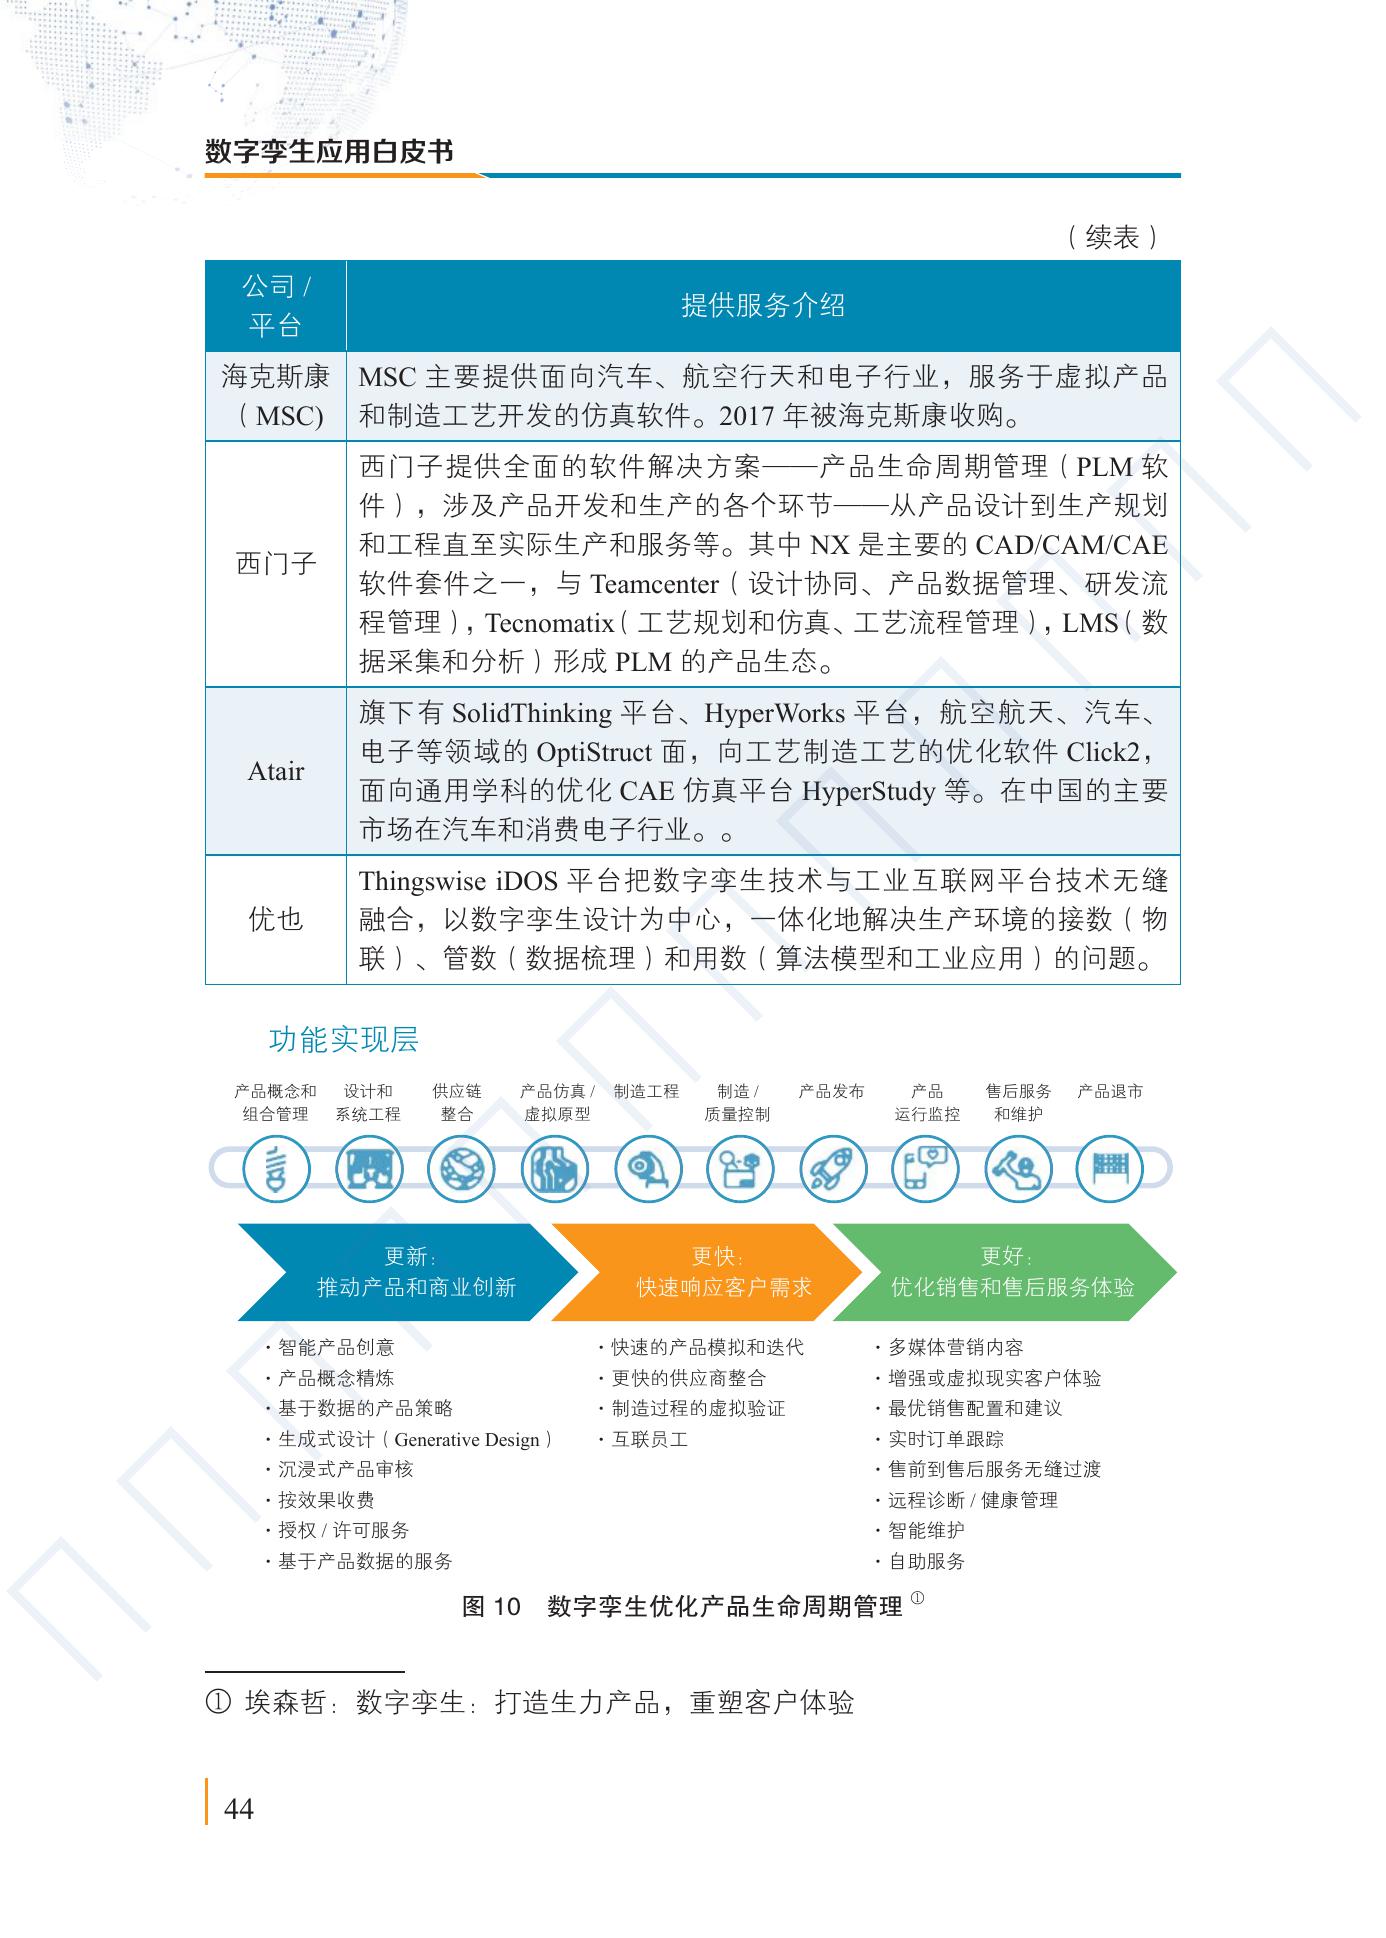 数字孪生应用白皮书
（续表）
公司 /
平台
提供服务介绍
海克斯康
（MSC)
MSC 主要提供面向汽车、航空行天和电子行业，服务于虚拟产品
和制造工艺开发的仿真软件。2017 年被海克斯康收购。
西门子
西门子提供全面的软件解决方案——产品生命周期管理（PLM 软
件），涉及产品开发和生产的各个环节——从产品设计到生产规划
和工程直至实际生产和服务等。其中 NX 是主要的 CAD/CAM/CAE
软件套件之一，与 Teamcenter（设计协同、产品数据管理、研发流
程管理），Tecnomatix（工艺规划和仿真、工艺流程管理），LMS（数
据采集和分析）形成 PLM 的产品生态。
Atair
旗下有 SolidThinking 平台、HyperWorks 平台，航空航天、汽车、
电子等领域的 OptiStruct 面，向工艺制造工艺的优化软件 Click2，
面向通用学科的优化 CAE 仿真平台 HyperStudy 等。在中国的主要
市场在汽车和消费电子行业。。
优也
Thingswise iDOS 平台把数字孪生技术与工业互联网平台技术无缝
融合，以数字孪生设计为中心，一体化地解决生产环境的接数（物
联）、管数（数据梳理）和用数（算法模型和工业应用）的问题。
功能实现层
产品概念和
组合管理
设计和
系统工程
供应链
整合
产品仿真 /
虚拟原型
制造工程
制造 /
质量控制
产品发布
产品
运行监控
售后服务
和维护
产品退市
更新：
推动产品和商业创新
更快：
快速响应客户需求
更好：
优化销售和售后服务体验
· 智能产品创意
· 产品概念精炼
· 基于数据的产品策略
· 生成式设计（Generative Design）
· 沉浸式产品审核
· 按效果收费
· 授权 / 许可服务
· 基于产品数据的服务
· 快速的产品模拟和迭代
· 更快的供应商整合
· 制造过程的虚拟验证
· 互联员工
· 多媒体营销内容
· 增强或虚拟现实客户体验
· 最优销售配置和建议
· 实时订单跟踪
· 售前到售后服务无缝过渡
· 远程诊断 / 健康管理
· 智能维护
· 自助服务
图 10　数字孪生优化产品生命周期管理 ①
① 埃森哲：数字孪生：打造生力产品，重塑客户体验
44